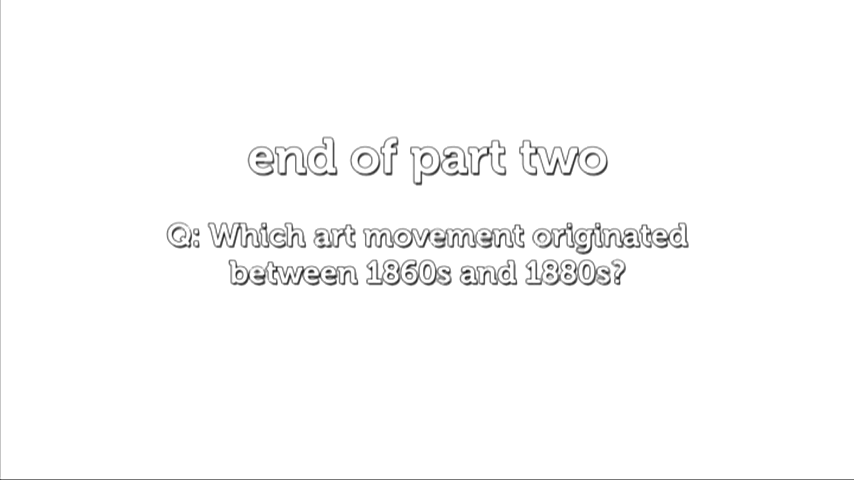 end of part two
Q: Which art movement originated
between 1860s and 1880s?